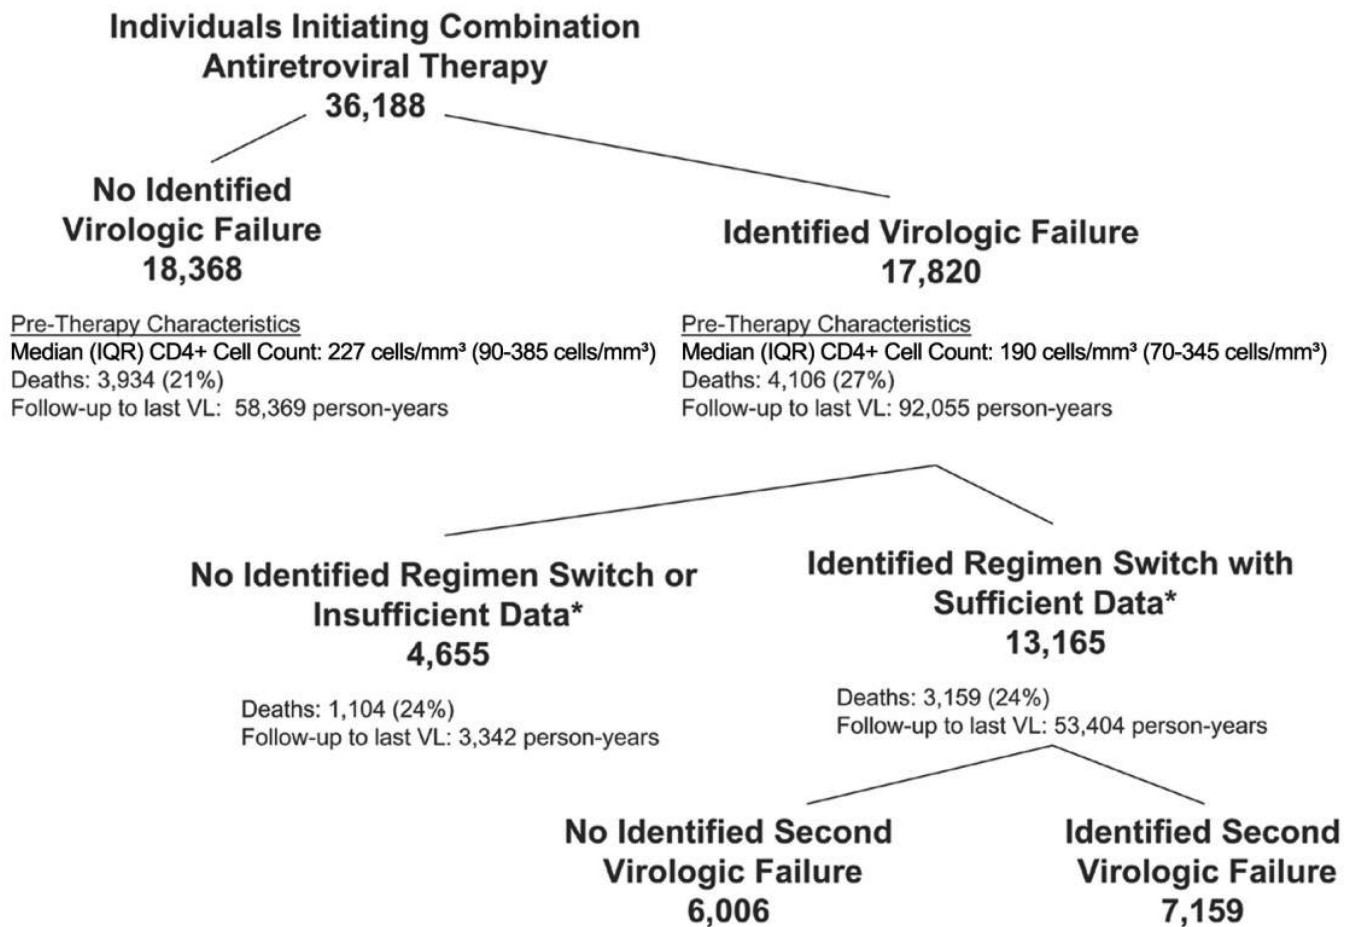 Individuals Initiating Combination
Antiretroviral Therapy
36,188
No Identified
Virologic Failure
18,368
Pre-Therapy Characteristics
Median (IQR) CD4+ Cell Count: 227 cells/mm³ (90-385 cells/mm³)
Deaths: 3,934 (21%)
Follow-up to last VL: 58,369 person-years
Identified Virologic Failure
17,820
Pre-Therapy Characteristics
Median (IQR) CD4+ Cell Count: 190 cells/mm³ (70-345 cells/mm³)
Deaths: 4,106 (27%)
Follow-up to last VL: 92,055 person-years
No Identified Regimen Switch or
Insufficient Data*
4,655
Deaths: 1,104 (24%)
Follow-up to last VL: 3,342 person-years
Identified Regimen Switch with
Sufficient Data*
13,165
Deaths: 3,159 (24%)
Follow-up to last VL: 53,404 person-years
No Identified Second
Virologic Failure
6,006
Identified Second
Virologic Failure
7,159